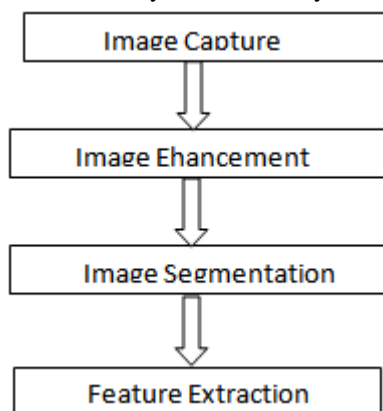 Image Capture
Image Ehancement
Image Segmentation
Feature Extraction